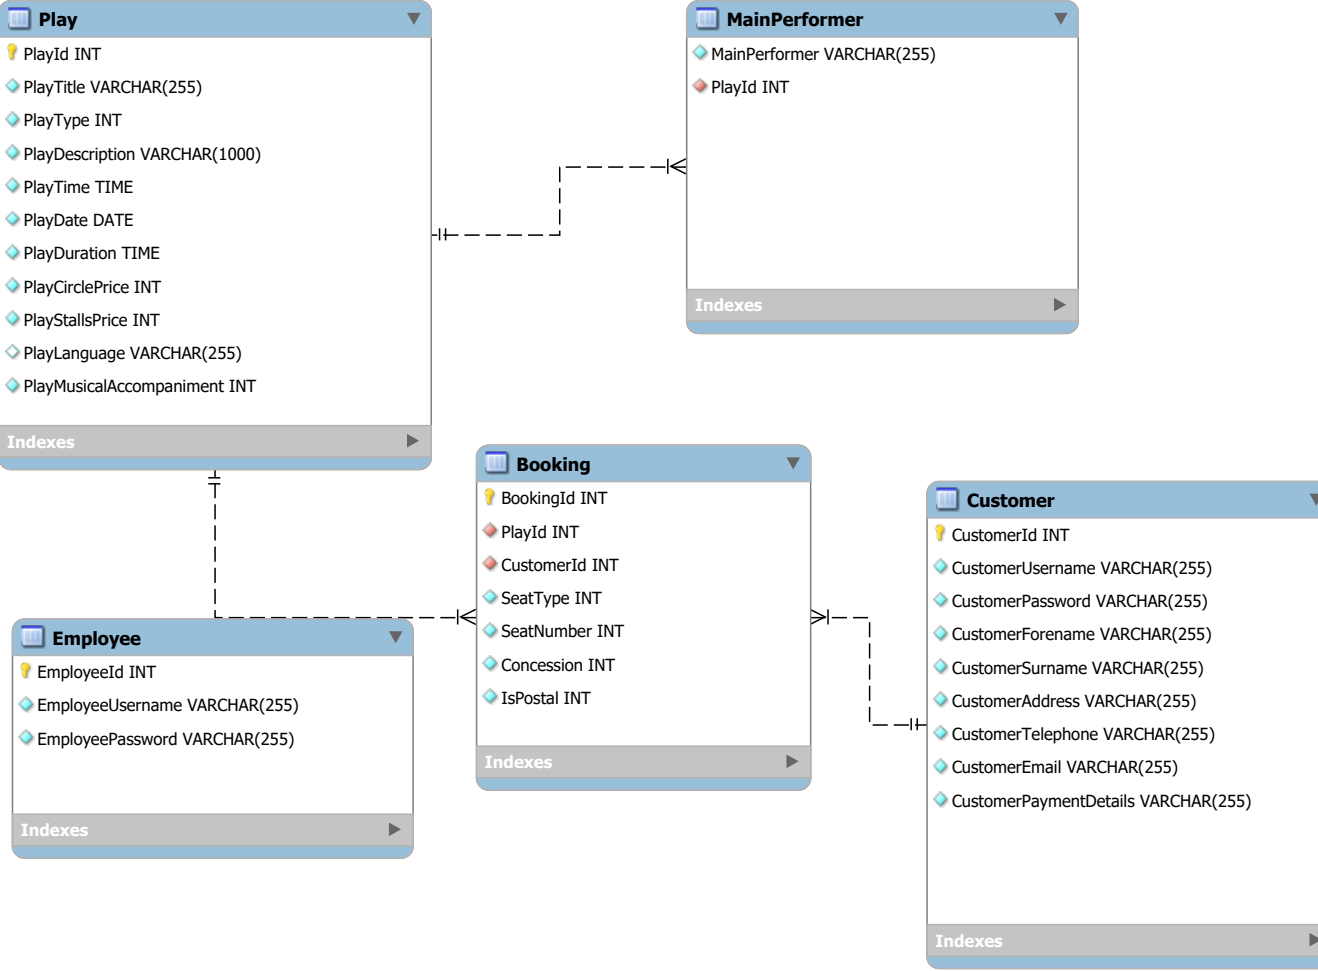 Play
PlayId INT
PlayTitle VARCHAR(255)
PlayType INT
PlayDescription VARCHAR(1000)
PlayTime TIME
PlayDate DATE
PlayDuration TIME
PlayCirclePrice INT
PlayStallsPrice INT
PlayLanguage VARCHAR(255)
PlayMusicalAccompaniment INT
Indexes
MainPerformer
MainPerformer VARCHAR(255)
PlayId INT
Indexes
Booking
BookingId INT
PlayId INT
CustomerId INT
SeatType INT
SeatNumber INT
Concession INT
IsPostal INT
Indexes
Customer
CustomerId INT
CustomerUsername VARCHAR(255)
CustomerPassword VARCHAR(255)
CustomerForename VARCHAR(255)
CustomerSurname VARCHAR(255)
CustomerAddress VARCHAR(255)
CustomerTelephone VARCHAR(255)
CustomerEmail VARCHAR(255)
CustomerPaymentDetails VARCHAR(255)
Indexes
Employee
EmployeeId INT
EmployeeUsername VARCHAR(255)
EmployeePassword VARCHAR(255)
Indexes